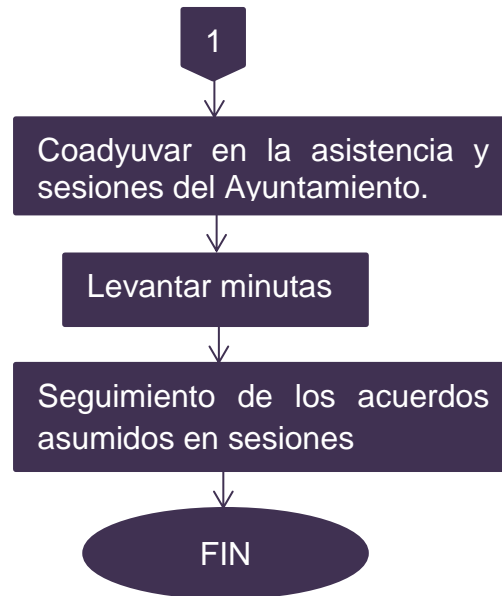 1
Coadyuvar en la asistencia y
sesiones del Ayuntamiento.
Levantar minutas
Seguimiento de los acuerdos
asumidos en sesiones
FIN